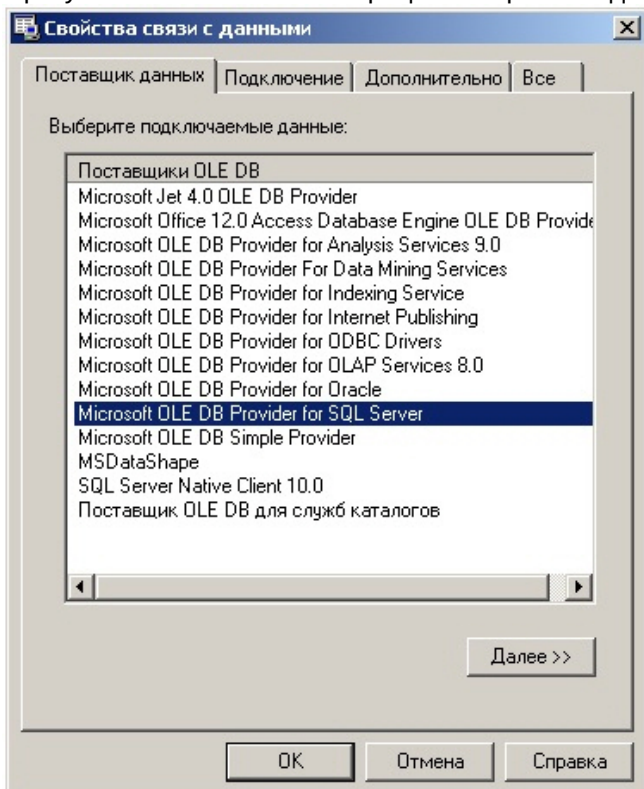 Свойства связи с данными
Поставщик данных Подключение Дополнительно Все
Выберите подключаемые данные:
Поставщики OLE DB
Microsoft Jet 4.0 OLE DB Provider
Microsoft Office 12.0 Access Database Engine OLE DB Provide
Microsoft OLE DB Provider for Analysis Services 9.0
Microsoft OLE DB Provider For Data Mining Services
Microsoft OLE DB Provider for Indexing Service
Microsoft OLE DB Provider for Internet Publishing
Microsoft OLE DB Provider for ODBC Drivers
Microsoft OLE DB Provider for OLAP Services 8.0
Microsoft OLE DB Provider for Oracle
Microsoft OLE DB Provider for SQL Server
Microsoft OLE DB Simple Provider
MSDataShape
SQL Server Native Client 10.0
Поставщик OLE DB для служб каталогов
Далее >>
OK Отмена Справка